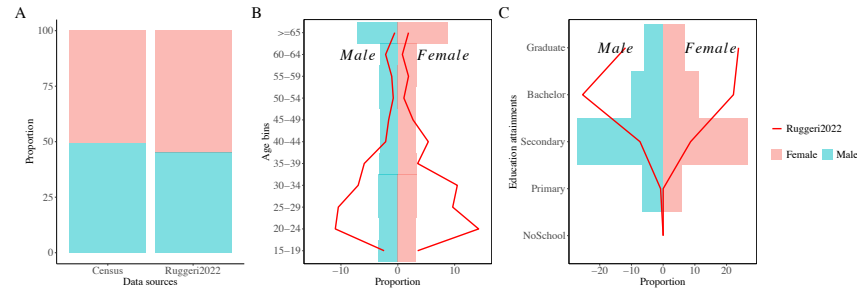 A
100
75
50
25
0
Proportion
Census
Ruggeri2022
Data sources
B
>=65
60−64
55−59
50−54
45−49
40−44
35−39
30−34
25−29
20−24
15−19
Age bins
Male
Female
−10
0
10
Proportion
C
Graduate
Bachelor
Secondary
Primary
NoSchool
Education attainments
Male
Female
−20
−10
0
10
20
Proportion
Ruggeri2022
Female
Male